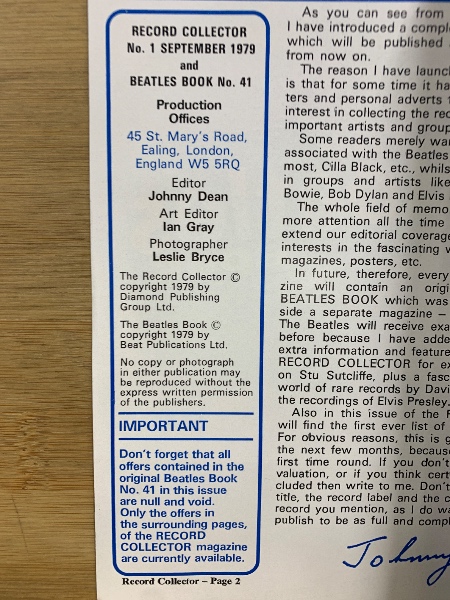 RECORD COLLECTOR
No. 1 SEPTEMBER 1979
and
BEATLES BOOK No. 41
Production
Offices
45 St. Mary's Road,
Ealing, London,
England W5 5RQ
Editor
Johnny Dean
Art Editor
Ian Gray
Photographer
Leslie Bryce
The Record Collector ©
copyright 1979 by
Diamond Publishing
Group Ltd.
The Beatles Book ©
copyright 1979 by
Beat Publications Ltd.
No copy or photograph
in either publication may
be reproduced without the
express written permission
of the publishers.
IMPORTANT
Don't forget that all
offers contained in the
original Beatles Book
No. 41 in this issue
are null and void.
Only the offers in
the surrounding pages,
of the RECORD
COLLECTOR magazine
are currently available.
Record Collector – Page 2
As you can see from
I have introduced a comple
which will be published
from now on.
The reason I have launc
is that for some time it ha
ters and personal adverts
interest in collecting the rec
important artists and group
Some readers merely wan
associated with the Beatles
most, Cilla Black, etc., whils
in groups and artists like
Bowie, Bob Dylan and Elvis
The whole field of memo
more attention all the time
extend our editorial coverage
interests in the fascinating w
magazines, posters, etc.
In future, therefore, every
zine will contain an origi
BEATLES BOOK which was
side a separate magazine –
The Beatles will receive exa
before because I have adde
extra information and feature
RECORD COLLECTOR for ex
on Stu Sutcliffe, plus a fasc
world of rare records by Davi
the recordings of Elvis Presley.
Also in this issue of the R
will find the first ever list of
For obvious reasons, this is g
the next few months, because
first time round. If you don't
valuation, or if you think cert
cluded then write to me. Don't
title, the record label and the c
record you mention, as I do wa
publish to be as full and compl
Johnny